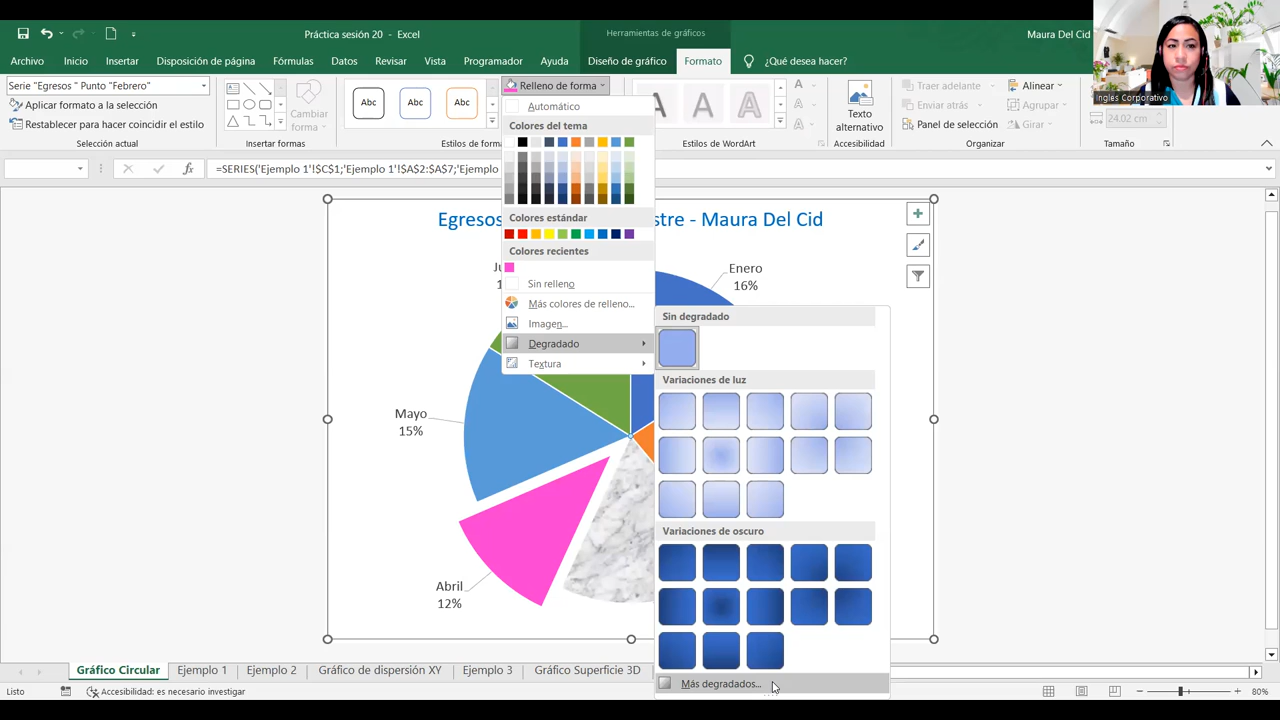 Práctica sesión 20 - Excel
Herramientas de gráficos
Maura Del Cid
Archivo Inicio Insertar Disposición de página Fórmulas Datos Revisar Vista Programador Ayuda Diseño de gráfico Formato ¿Qué desea hacer?
Inglés Corporativo
Serie "Egresos " Punto "Febrero"
Aplicar formato a la selección
Restablecer para hacer coincidir el estilo
Selección actual
Cambiar
forma
Insertar formas
Abc Abc Abc
Estilos de forma
Relleno de forma
Automático
Colores del tema
Colores estándar
Colores recientes
Sin relleno
Más colores de relleno...
Imagen...
Degradado
Textura
A A A
Estilos de WordArt
Texto
alternativo
Accesibilidad
Traer adelante
Enviar atrás
Panel de selección
Alinear
Agrupar
Girar
Organizar
24.02 cm
Tamaño
=SERIES('Ejemplo 1'!$C$1;'Ejemplo 1'!$A$2:$A$7;'Ejemplo
Egresos
stre - Maura Del Cid
Enero
16%
Mayo
15%
Abril
12%
Sin degradado
Variaciones de luz
Variaciones de oscuro
Más degradados...
Gráfico Circular Ejemplo 1 Ejemplo 2 Gráfico de dispersión XY Ejemplo 3 Gráfico Superficie 3D
Listo
Accesibilidad: es necesario investigar
80%